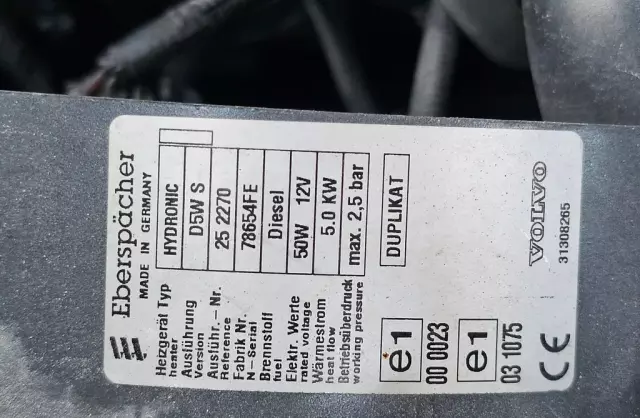 Eberspächer
MADE IN GERMANY
Heizgerät Typ HYDRONIC
heater
Ausführung D5W S
Version
Ausführ.-Nr. 25 2270
Reference
Fabrik Nr. 78654FE
N - Serial
Brennstoff Diesel
fuel
Elektr. Werte 50W 12V
rated voltage
Wärmestrom 5.0 KW
heat flow
Betriebsüberdruck max. 2,5 bar
working pressure
DUPLIKAT
e1
00 0023
e1
03 1075
VOLVO
31308265
CE